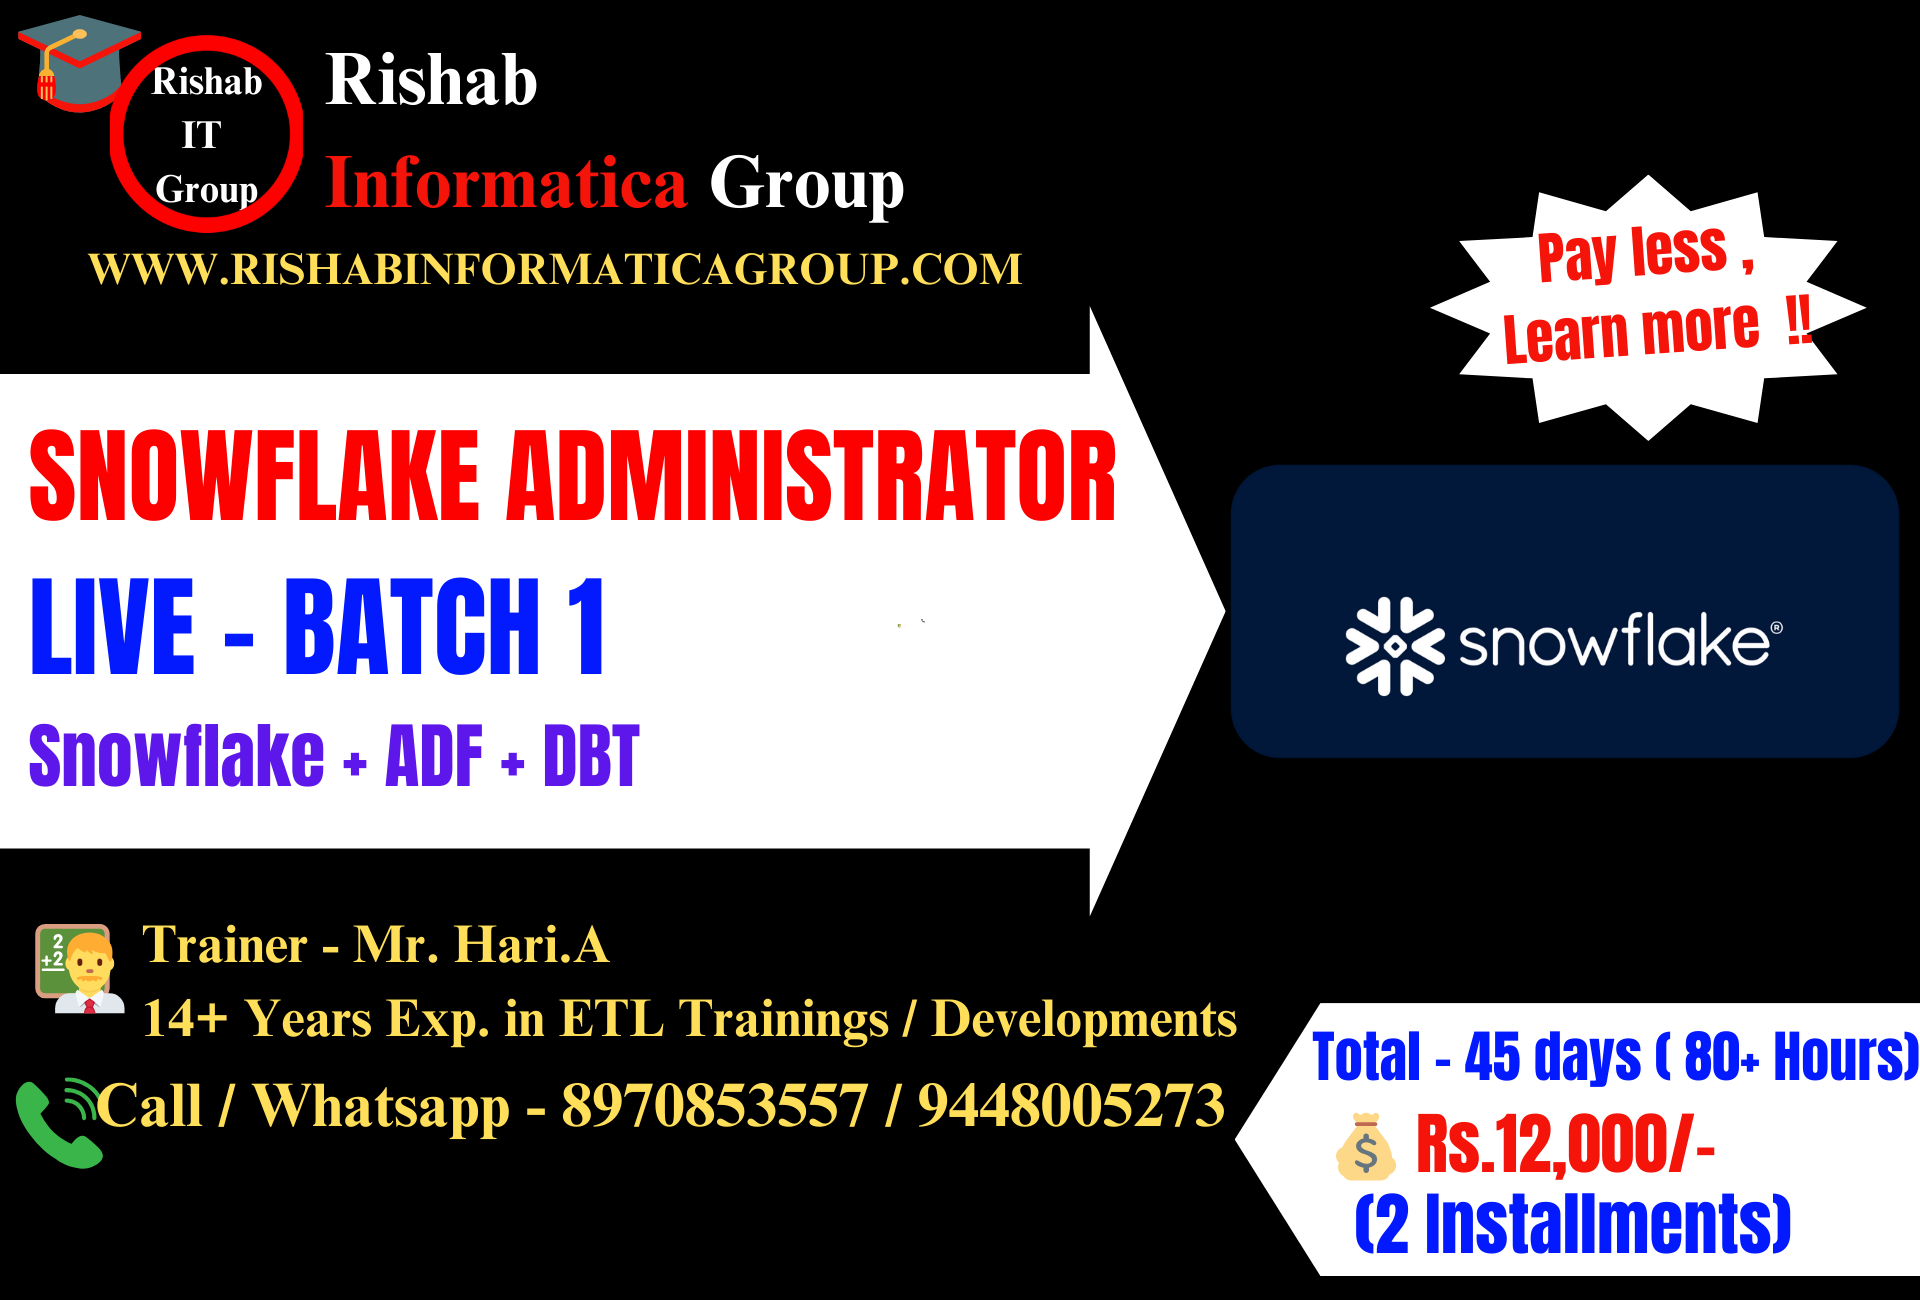 Rishab
IT
Group
Rishab
Informatica Group
WWW.RISHABINFORMATICAGROUP.COM
Pay less ,
Learn more !!
SNOWFLAKE ADMINISTRATOR
LIVE - BATCH 1
Snowflake + ADF + DBT
snowflake®
2
+2
Trainer - Mr. Hari.A
14+ Years Exp. in ETL Trainings / Developments
Call / Whatsapp - 8970853557 / 9448005273
Total - 45 days ( 80+ Hours)
$ Rs.12,000/-
(2 Installments)